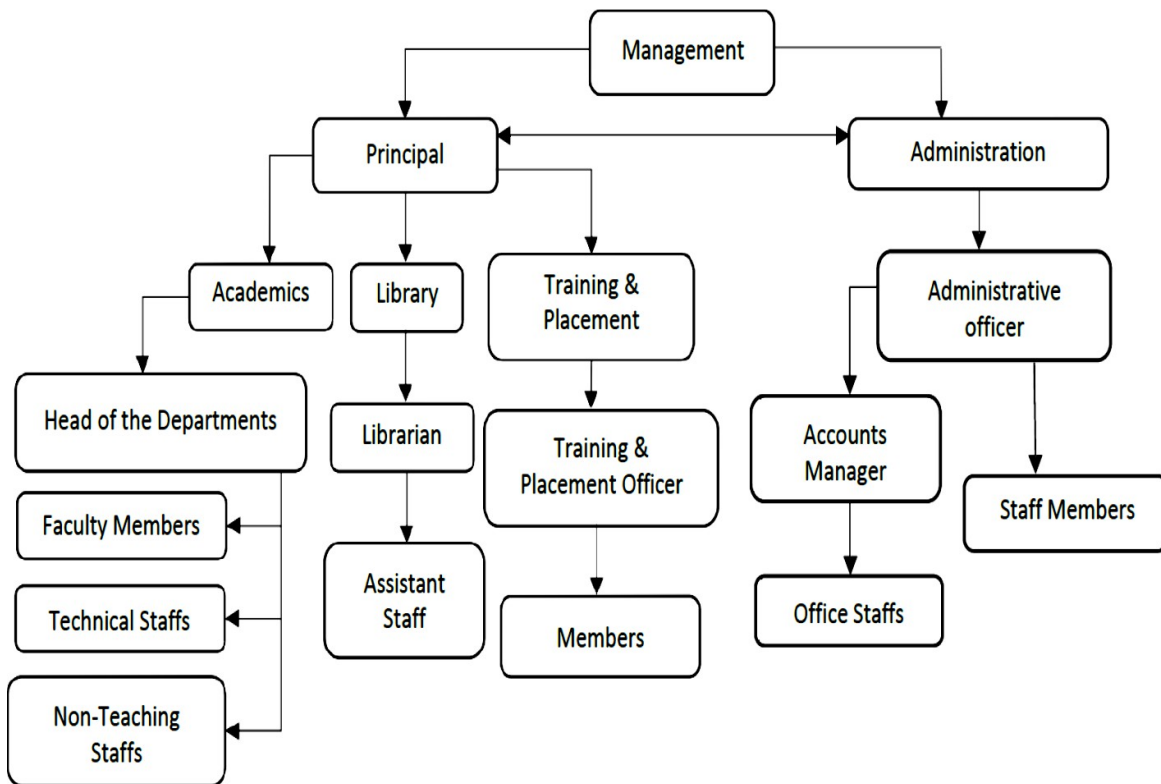 Management
Principal
Administration
Academics
Library
Training &
Placement
Administrative
officer
Head of the Departments
Librarian
Training &
Placement Officer
Accounts
Manager
Staff Members
Faculty Members
Technical Staffs
Non-Teaching
Staffs
Assistant
Staff
Members
Office Staffs